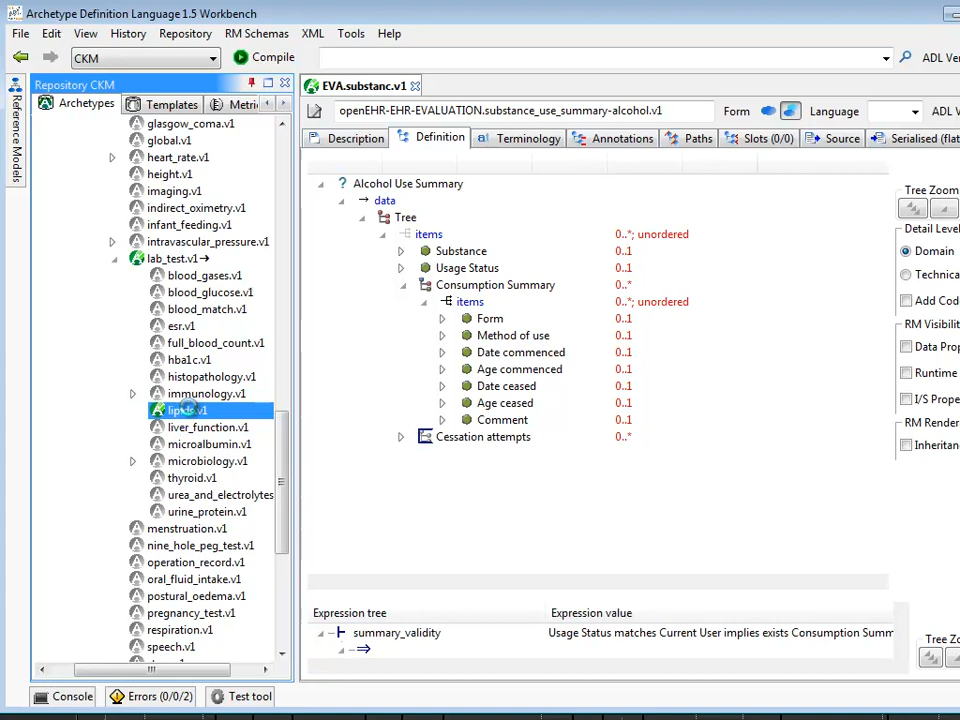 Archetype Definition Language 1.5 Workbench
File Edit View History Repository RM Schemas XML Tools Help
CKM Compile ADL Ver
Reference Models
Repository CKM
Archetypes Templates Metri
glasgow_coma.v1
global.v1
heart_rate.v1
height.v1
imaging.v1
indirect_oximetry.v1
infant_feeding.v1
intravascular_pressure.v1
lab_test.v1
blood_gases.v1
blood_glucose.v1
blood_match.v1
esr.v1
full_blood_count.v1
hba1c.v1
histopathology.v1
immunology.v1
liver_function.v1
microalbumin.v1
microbiology.v1
thyroid.v1
urea_and_electrolytes
urine_protein.v1
menstruation.v1
nine_hole_peg_test.v1
operation_record.v1
oral_fluid_intake.v1
postural_oedema.v1
pregnancy_test.v1
respiration.v1
speech.v1
EVA.substanc.v1
openEHR-EHR-EVALUATION.substance_use_summary-alcohol.v1 Form Language ADL V
Description Definition Terminology Annotations Paths Slots (0/0) Source Serialised (flat
Alcohol Use Summary
data
Tree
items 0..*; unordered
Substance 0..1
Usage Status 0..1
Consumption Summary 0..*
items 0..*; unordered
Form 0..1
Method of use 0..1
Date commenced 0..1
Age commenced 0..1
Date ceased 0..1
Age ceased 0..1
Comment 0..1
Cessation attempts 0..*
Tree Zoom
Detail Level
Domain
Technica
Add Code
RM Visibility
Data Prop
Runtime
I/S Prope
RM Render
Inheritan
Expression tree Expression value
summary_validity Usage Status matches Current User implies exists Consumption Summ
Tree Zo
Console Errors (0/0/2) Test tool